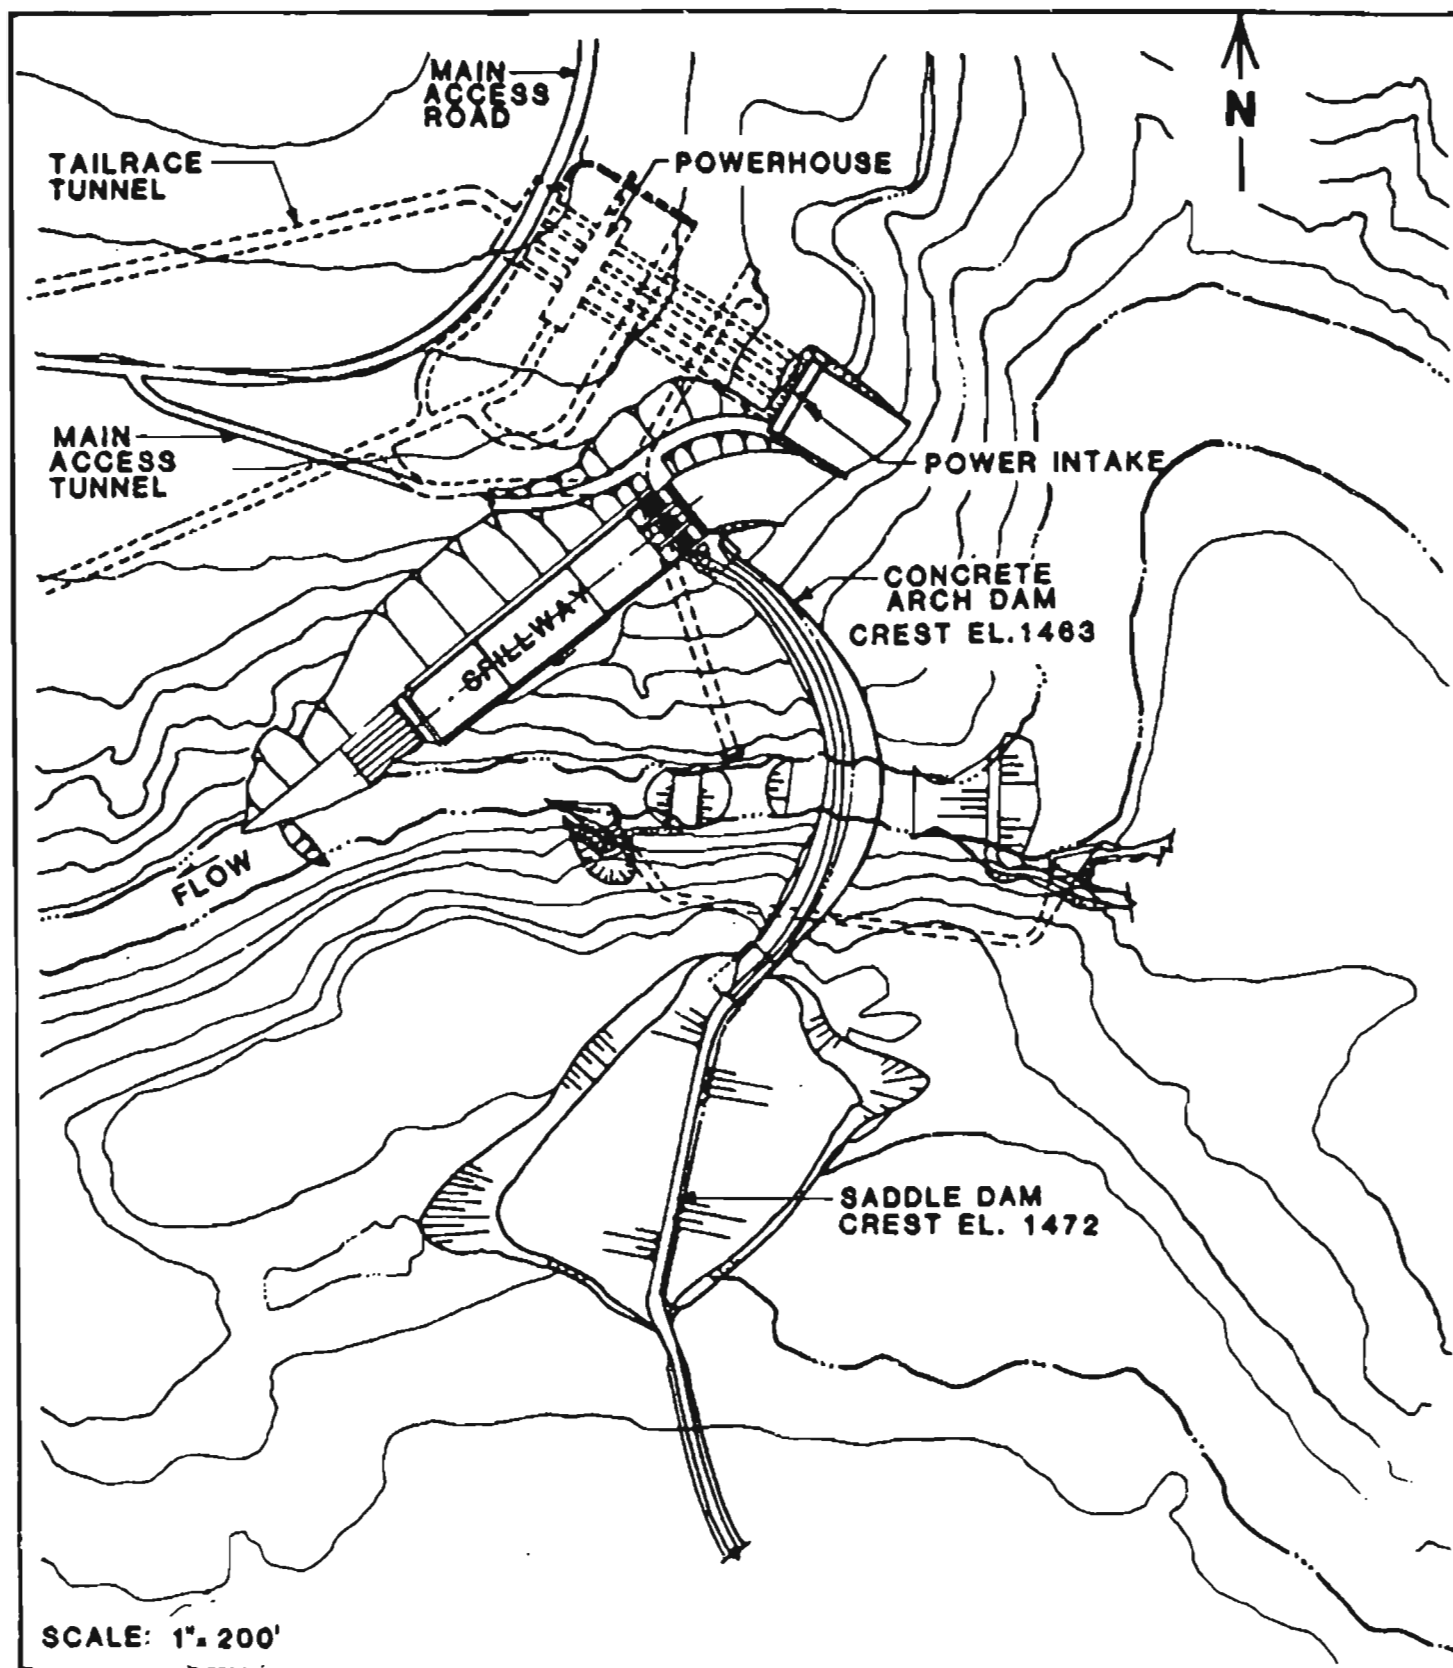 MAIN
ACCESS
ROAD
N
TAILRACE
TUNNEL
POWERHOUSE
MAIN
ACCESS
TUNNEL
POWER INTAKE
CONCRETE
ARCH DAM
CREST EL.1463
SPILLWAY
FLOW
SADDLE DAM
CREST EL. 1472
SCALE: 1"= 200'